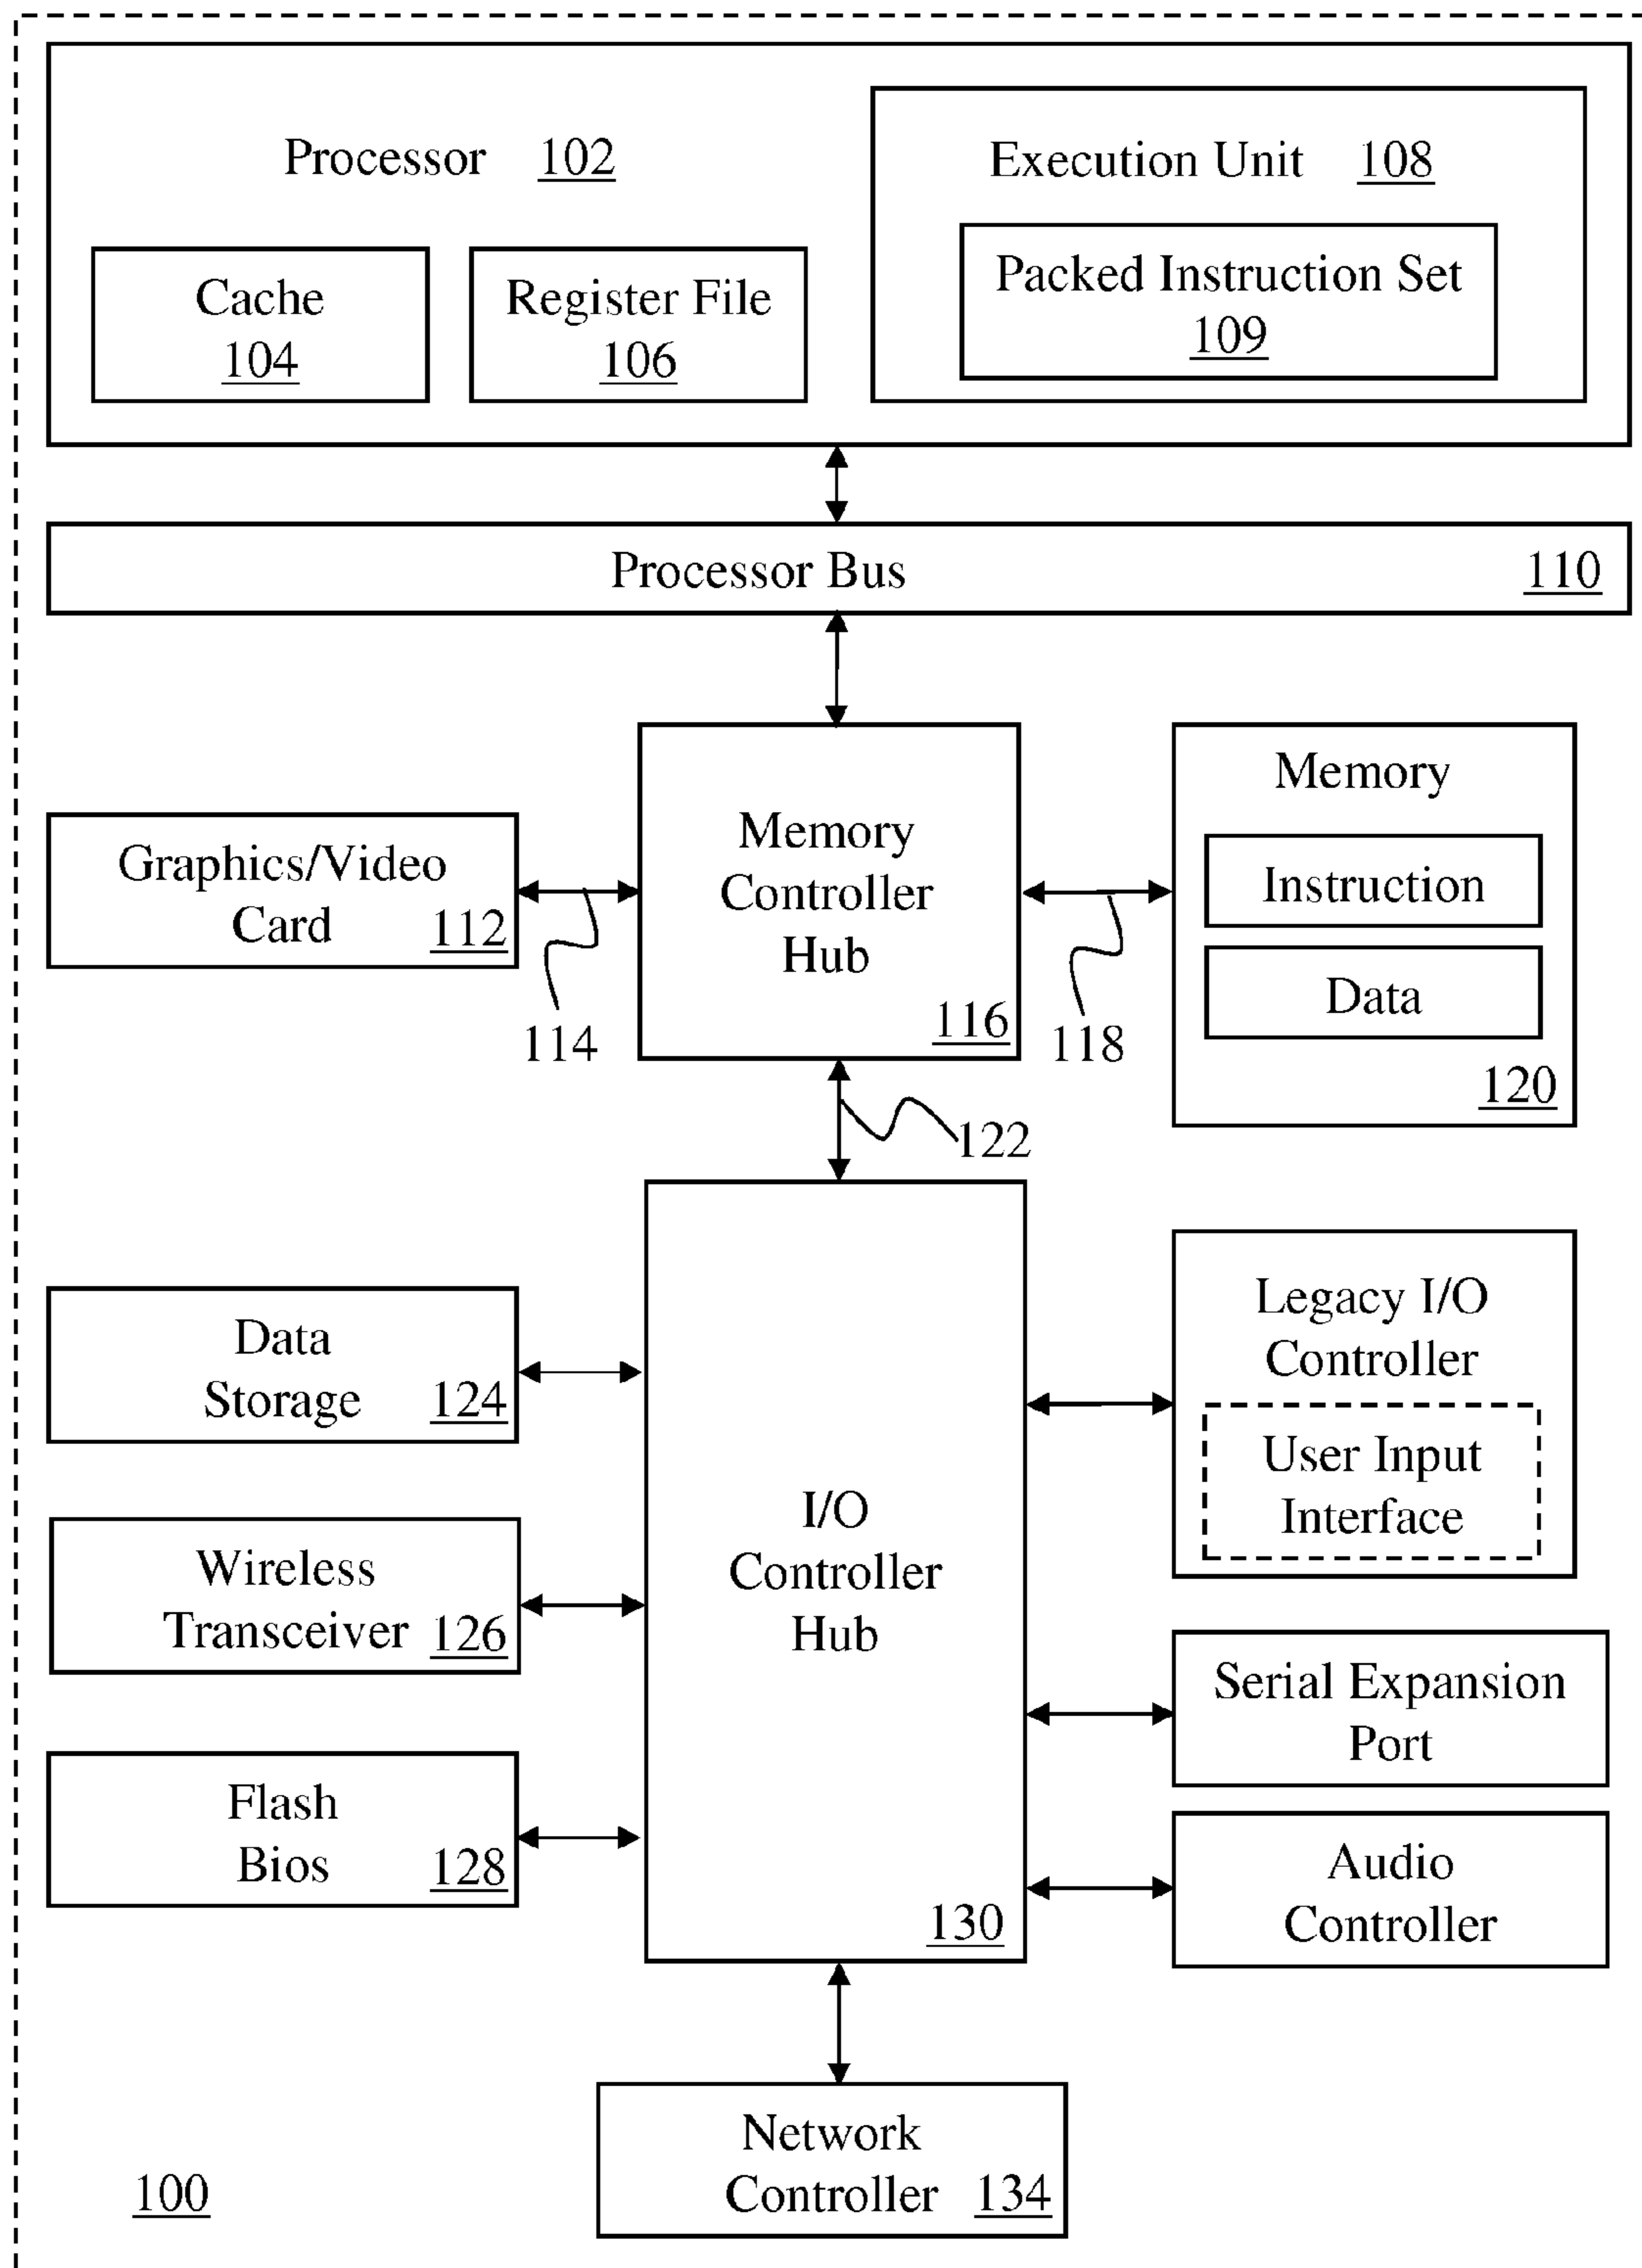 Processor 102
Execution Unit 108
Cache
104
Register File
106
Packed Instruction Set
109
Processor Bus 110
Graphics/Video
Card 112
114
Memory
Controller
Hub
116
118
Memory
Instruction
Data
120
122
Data
Storage 124
Wireless
Transceiver 126
Flash
Bios 128
I/O
Controller
Hub
130
Legacy I/O
Controller
User Input
Interface
Serial Expansion
Port
Audio
Controller
Network
Controller 134
100